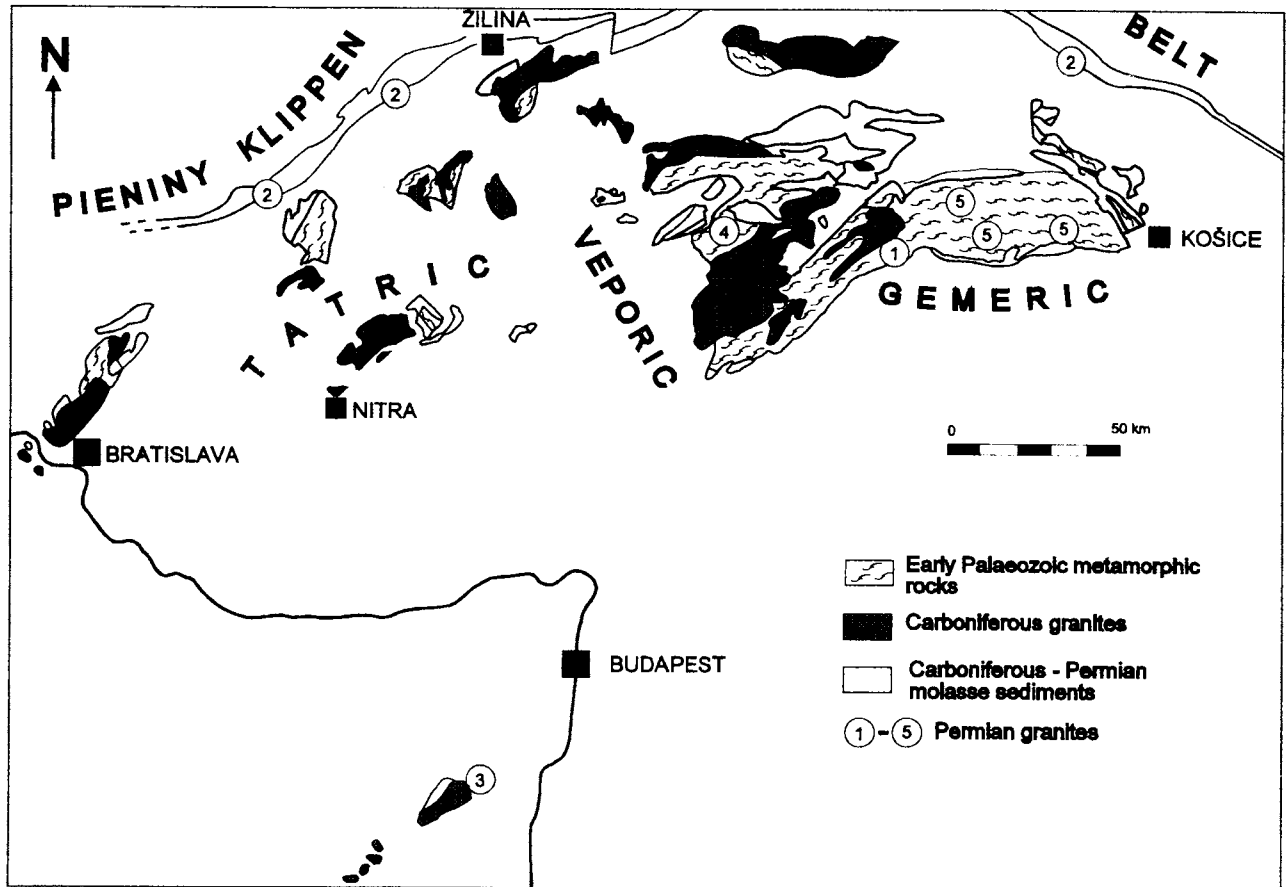 N
ŽILINA
PIENINY KLIPPEN
BELT
2
2
2
TATRIC
VEPORIC
GEMERIC
4
1
5
5
5
KOŠICE
NITRA
BRATISLAVA
0 50 km
BUDAPEST
3
Early Palaeozoic metamorphic
rocks
Carboniferous granites
Carboniferous - Permian
molasse sediments
1 - 5 Permian granites